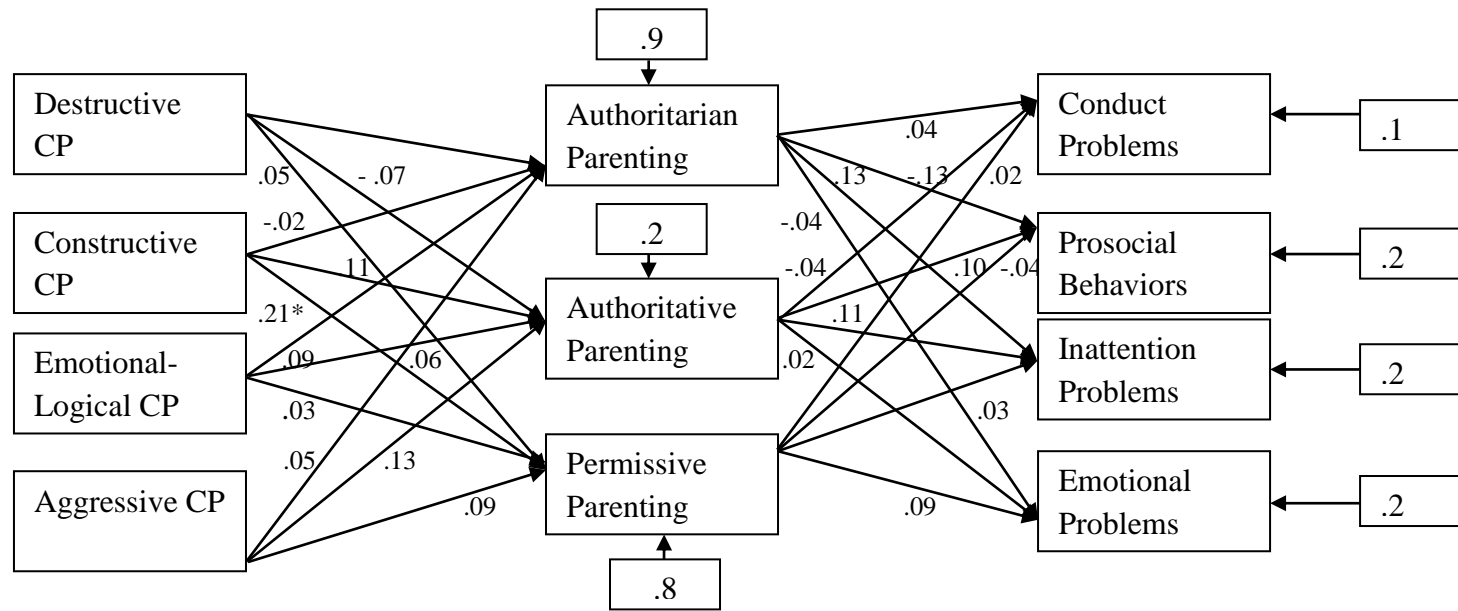 .9
Destructive
CP
Authoritarian
Parenting
Conduct
Problems
.1
.04
.05
- .07
.13
-.13
.02
-.02
-.04
Constructive
CP
.2
Prosocial
Behaviors
.2
.11
-.04
.10
-.04
Authoritative
Parenting
.21*
.11
Emotional-
Logical CP
.09
.06
.02
Inattention
Problems
.2
.03
.03
.05
.13
Permissive
Parenting
Aggressive CP
.09
.09
Emotional
Problems
.2
.8